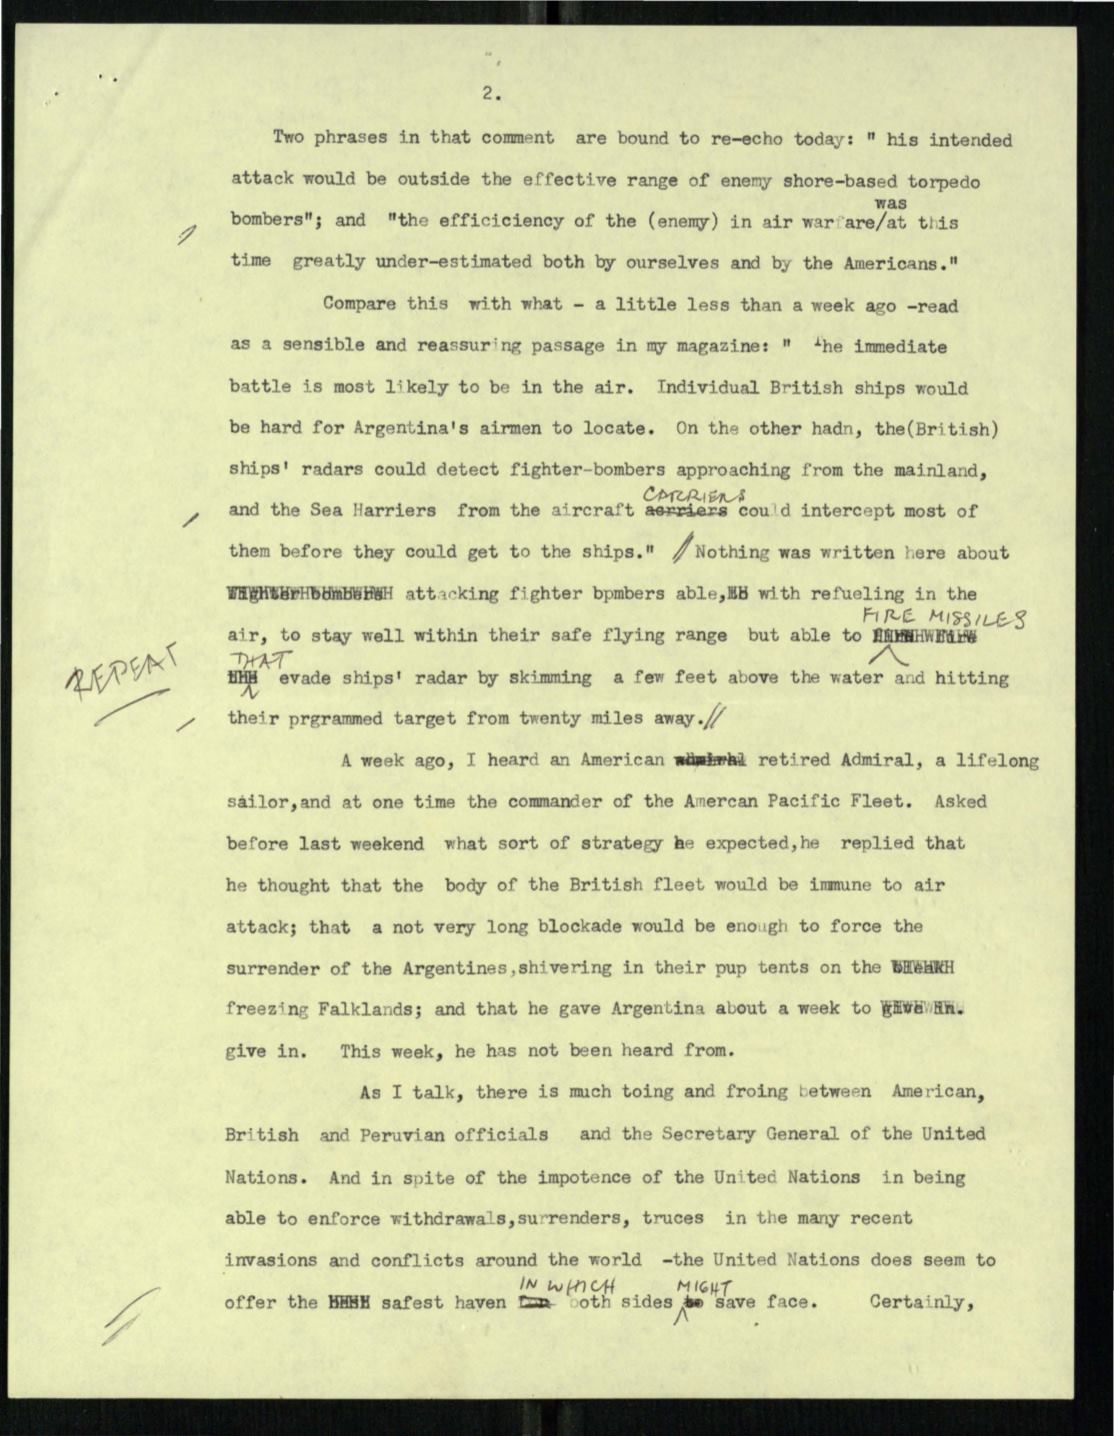 2.
Two phrases in that comment are bound to re-echo today: " his intended
attack would be outside the effective range of enemy shore-based torpedo
was
bombers"; and "the efficiciency of the (enemy) in air warfare/at this
time greatly under-estimated both by ourselves and by the Americans."
Compare this with what - a little less than a week ago -read
as a sensible and reassuring passage in my magazine: " The immediate
battle is most likely to be in the air. Individual British ships would
be hard for Argentina's airmen to locate. On the other hadn, the(British)
ships' radars could detect fighter-bombers approaching from the mainland,
CARRIERS
and the Sea Harriers from the aircraft acrriers could intercept most of
them before they could get to the ships." // Nothing was written here about
attacking fighter bpmbers able, with refueling in the
FIRE MISSILES
air, to stay well within their safe flying range but able to
REPEAT
THAT
evade ships' radar by skimming a few feet above the water and hitting
their prgrammed target from twenty miles away.//
A week ago, I heard an American admiral retired Admiral, a lifelong
sailor,and at one time the commander of the Amercan Pacific Fleet. Asked
before last weekend what sort of strategy he expected,he replied that
he thought that the body of the British fleet would be immune to air
attack; that a not very long blockade would be enough to force the
surrender of the Argentines,shivering in their pup tents on the
freezing Falklands; and that he gave Argentina about a week to give in.
give in. This week, he has not been heard from.
As I talk, there is much toing and froing between American,
British and Peruvian officials and the Secretary General of the United
Nations. And in spite of the impotence of the United Nations in being
able to enforce withdrawals,surrenders, truces in the many recent
invasions and conflicts around the world -the United Nations does seem to
IN WHICH MIGHT
offer the safest haven both sides to save face. Certainly,